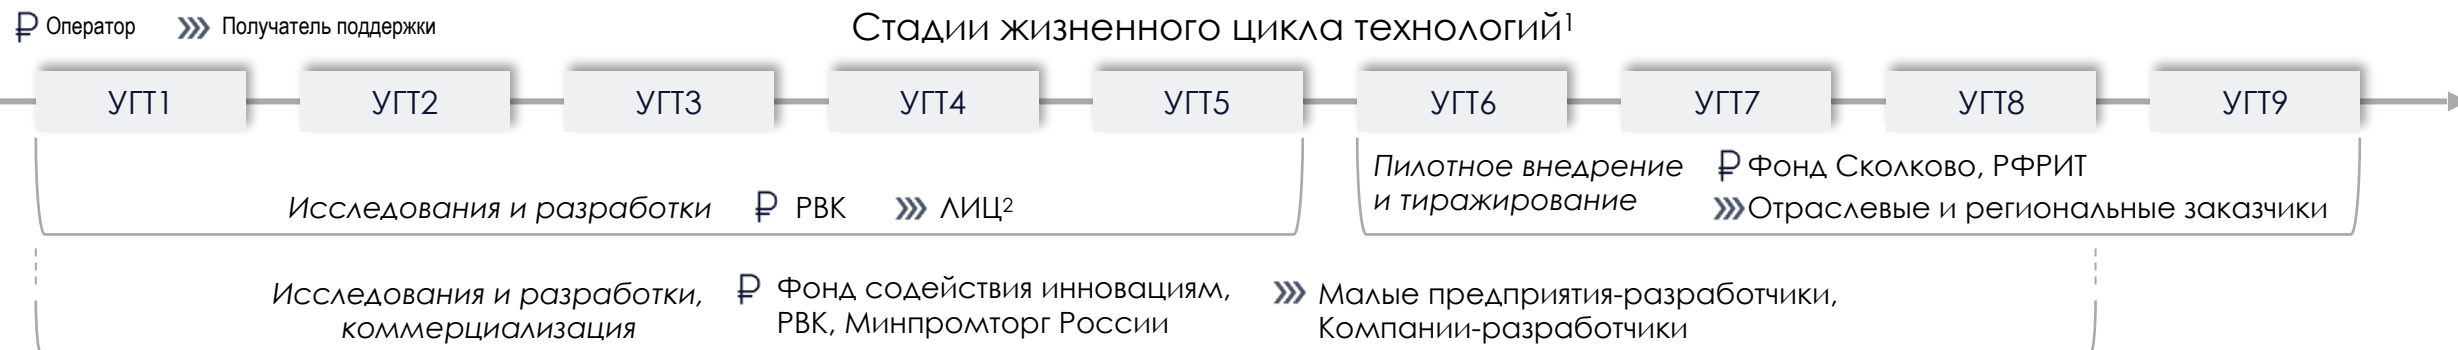 ₽ Оператор
Получатель поддержки
Стадии жизненного цикла технологий¹
УГТ1
УГТ2
УГТ3
УГТ4
УГТ5
УГТ6
УГТ7
УГТ8
УГТ9
Исследования и разработки
₽ РВК
ЛИЦ²
Пилотное внедрение
и тиражирование
₽ Фонд Сколково, РФРИТ
Отраслевые и региональные заказчики
Исследования и разработки,
коммерциализация
₽ Фонд содействия инновациям,
РВК, Минпромторг России
Малые предприятия-разработчики,
Компании-разработчики